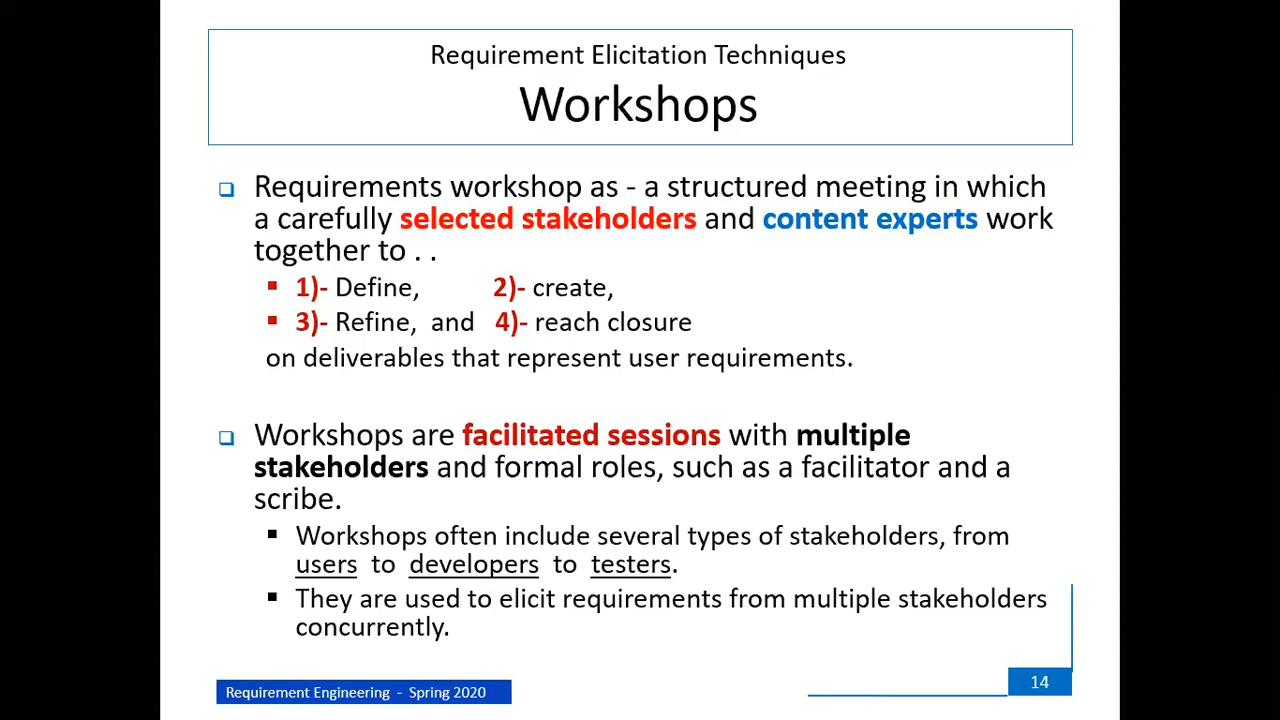 Requirement Elicitation Techniques
Workshops
❑ Requirements workshop as - a structured meeting in which
a carefully selected stakeholders and content experts work
together to . .
▪ 1)- Define, 2)- create,
▪ 3)- Refine, and 4)- reach closure
on deliverables that represent user requirements.
❑ Workshops are facilitated sessions with multiple
stakeholders and formal roles, such as a facilitator and a
scribe.
▪ Workshops often include several types of stakeholders, from
users to developers to testers.
▪ They are used to elicit requirements from multiple stakeholders
concurrently.
Requirement Engineering - Spring 2020
14